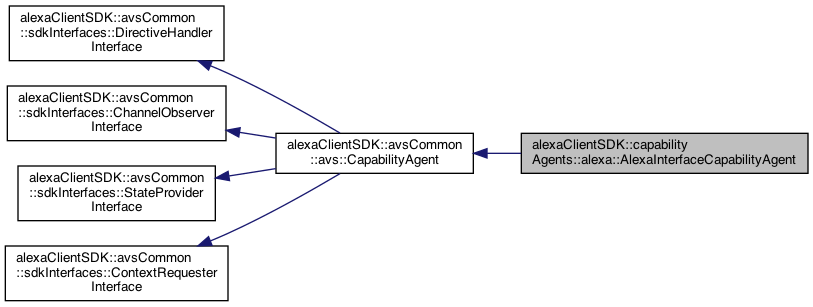 alexaClientSDK::avsCommon
::sdkInterfaces::DirectiveHandler
Interface
alexaClientSDK::avsCommon
::sdkInterfaces::ChannelObserver
Interface
alexaClientSDK::avsCommon
::sdkInterfaces::StateProvider
Interface
alexaClientSDK::avsCommon
::sdkInterfaces::ContextRequester
Interface
alexaClientSDK::avsCommon
::avs::CapabilityAgent
alexaClientSDK::capability
Agents::alexa::AlexaInterfaceCapabilityAgent